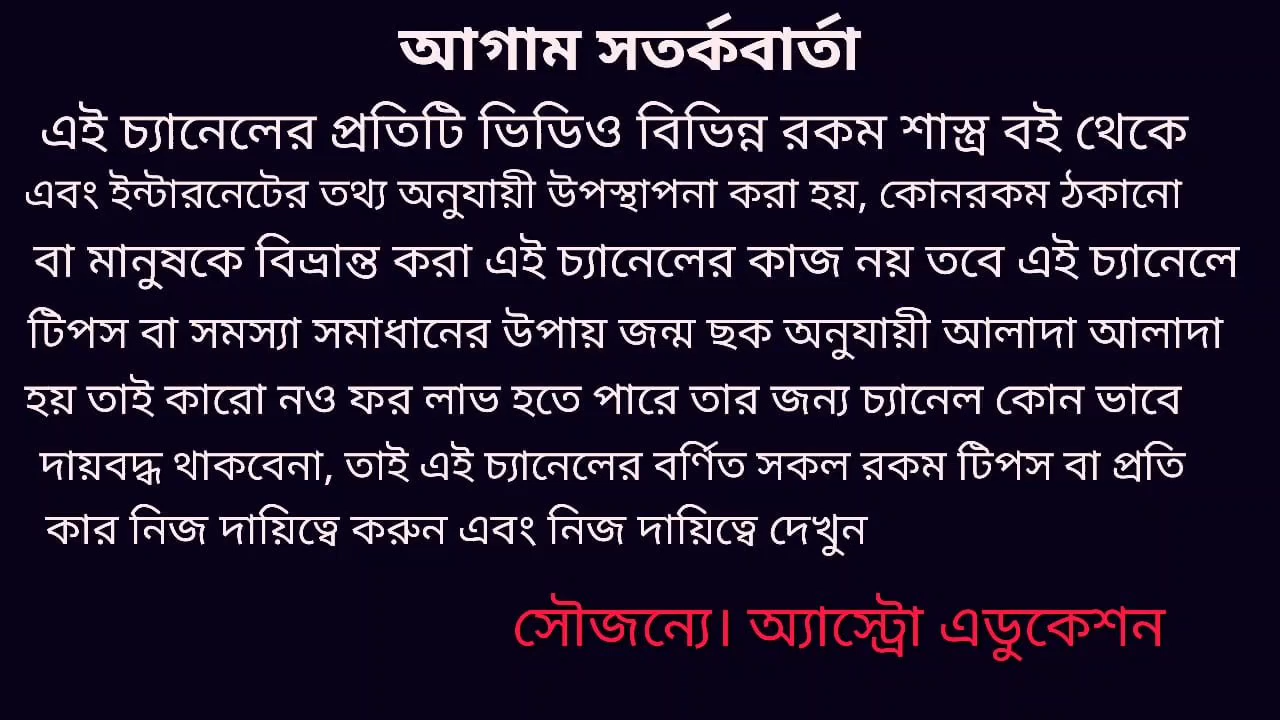 আগাম সতর্কবার্তা
এই চ্যানেলের প্রতিটি ভিডিও বিভিন্ন রকম শাস্ত্র বই থেকে
এবং ইন্টারনেটের তথ্য অনুযায়ী উপস্থাপনা করা হয়, কোনরকম ঠকানো
বা মানুষকে বিভ্রান্ত করা এই চ্যানেলের কাজ নয় তবে এই চ্যানেলে
টিপস বা সমস্যা সমাধানের উপায় জন্ম ছক অনুযায়ী আলাদা আলাদা
হয় তাই কারো নও ফর লাভ হতে পারে তার জন্য চ্যানেল কোন ভাবে
দায়বদ্ধ থাকবেনা, তাই এই চ্যানেলের বর্ণিত সকল রকম টিপস বা প্রতি
কার নিজ দায়িত্বে করুন এবং নিজ দায়িত্বে দেখুন
সৌজন্যে। অ্যাস্ট্রো এডুকেশন